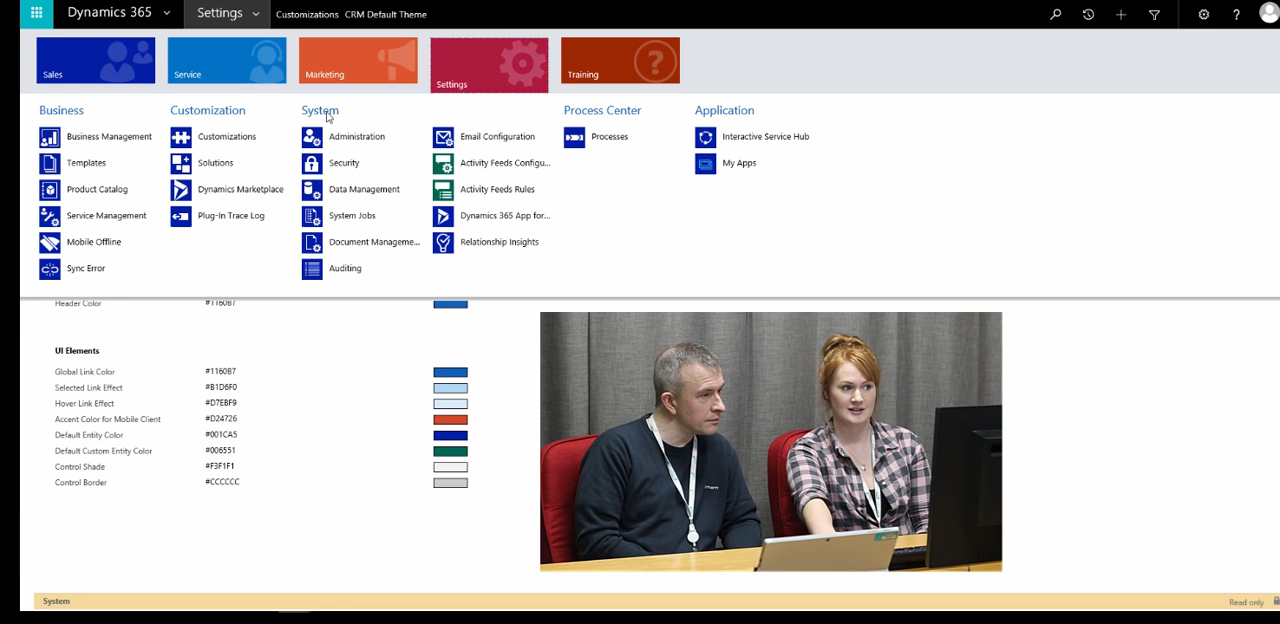 Dynamics 365
Settings
Customizations
CRM Default Theme
?
Sales
Service
Marketing
Settings
Training
?
Business
Customization
System
Process Center
Application
Business Management
Customizations
Administration
Email Configuration
Processes
Interactive Service Hub
Templates
Solutions
Security
Activity Feeds Configu...
My Apps
Product Catalog
Dynamics Marketplace
Data Management
Activity Feeds Rules
Service Management
Plug-In Trace Log
System Jobs
Dynamics 365 App for...
Mobile Offline
Document Manageme...
Relationship Insights
Sync Error
Auditing
Header Color #1160B7
UI Elements
Global Link Color #1160B7
Selected Link Effect #B1D6F0
Hover Link Effect #D7EBF9
Accent Color for Mobile Client #D24726
Default Entity Color #001CA5
Default Custom Entity Color #006551
Control Shade #F3F1F1
Control Border #CCCCCC
System
Read only